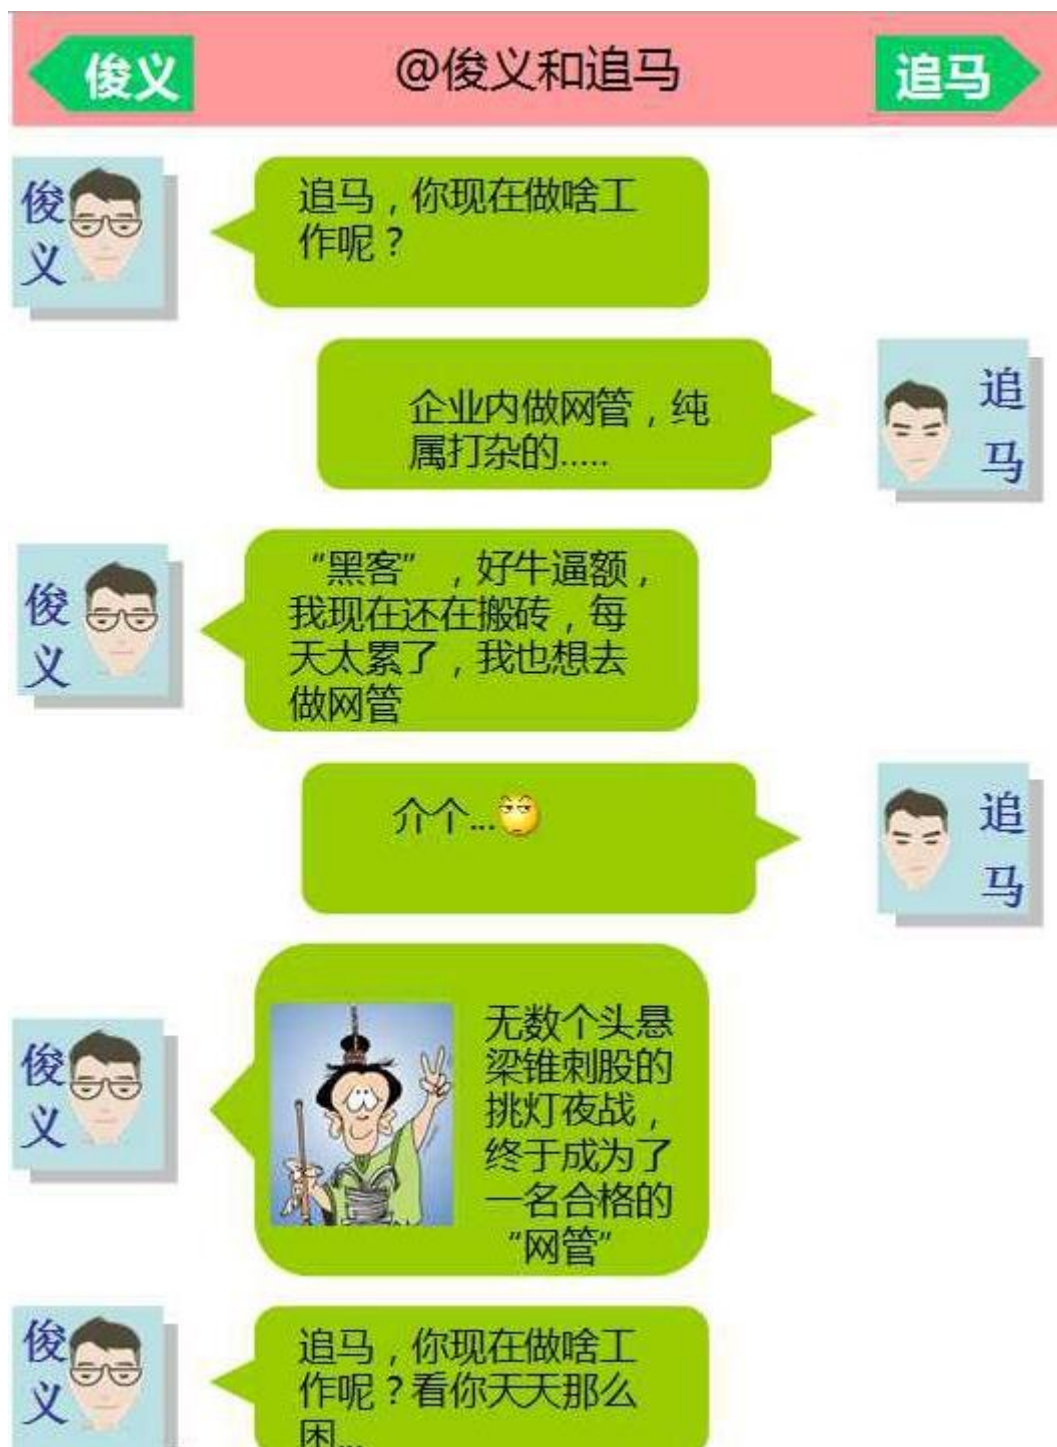 俊义
@俊义和追马
追马
俊
义
追马，你现在做啥工
作呢？
企业内做网管，纯
属打杂的.....
追
马
俊
义
“黑客”，好牛逼额，
我现在还在搬砖，每
天太累了，我也想去
做网管
介个...
追
马
俊
义
无数个头悬
梁锥刺股的
挑灯夜战，
终于成为了
一名合格的
“网管”
俊
义
追马，你现在做啥工
作呢？看你天天那么
困...